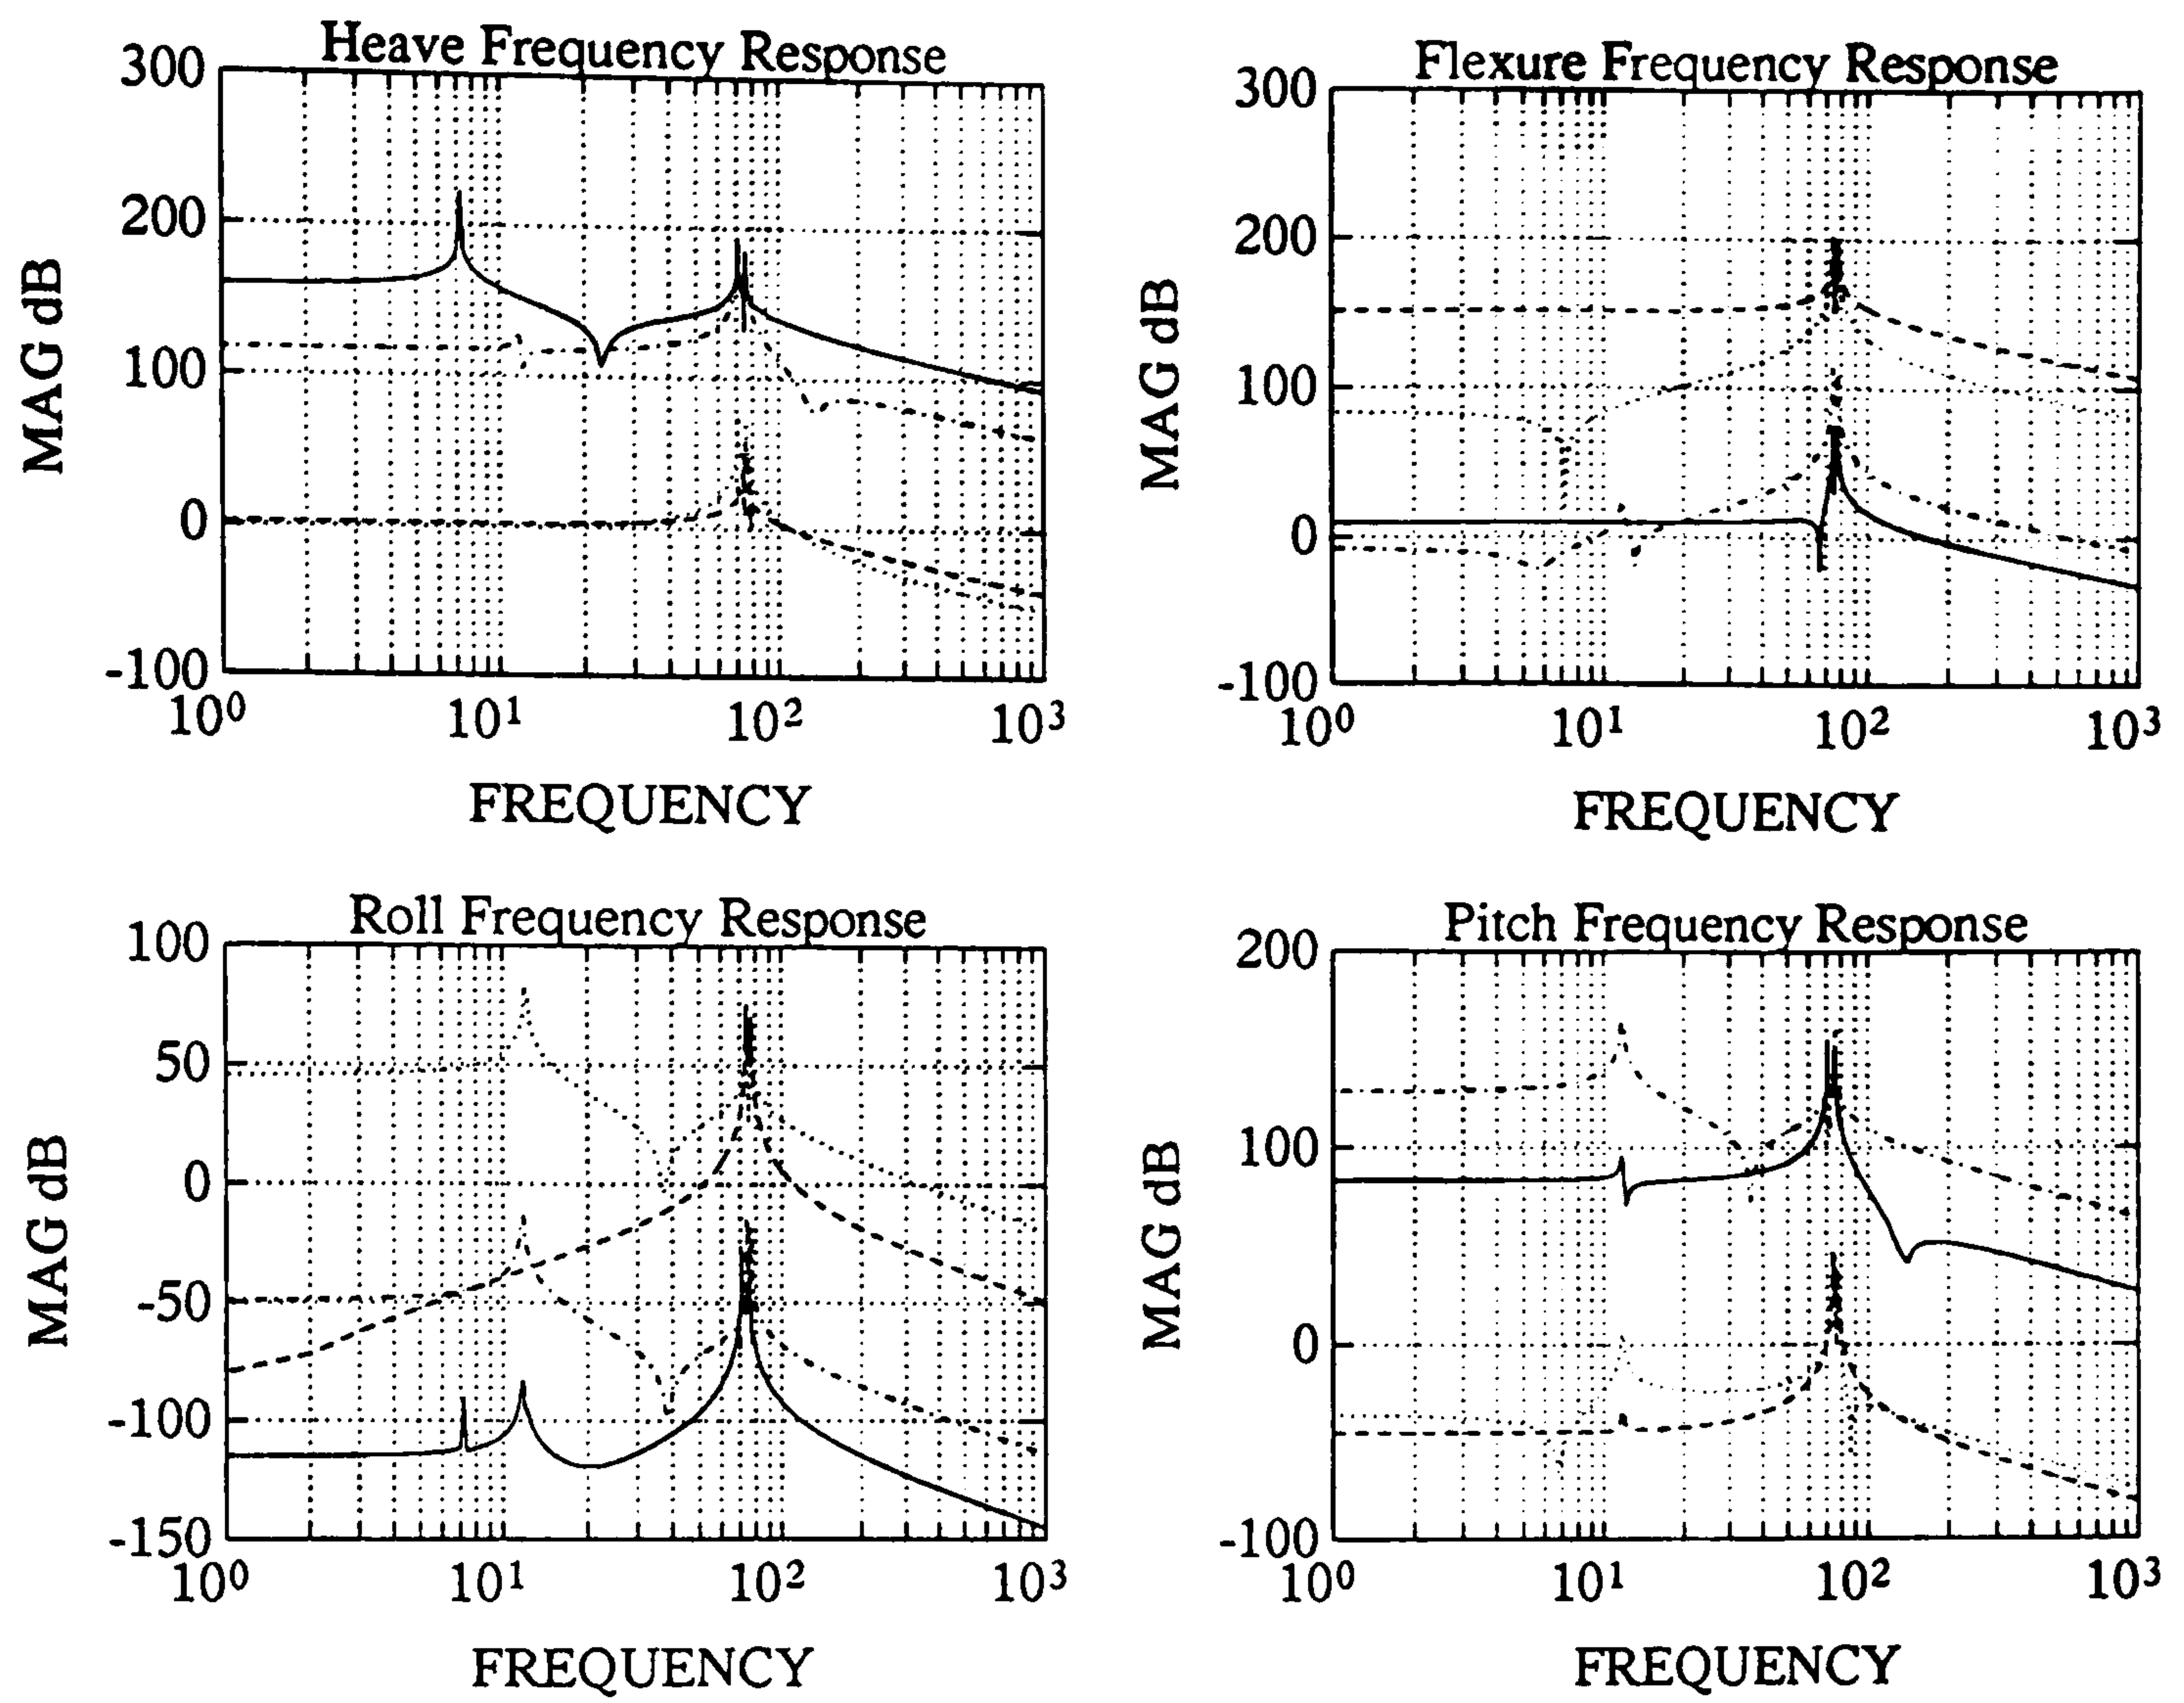 Heave Frequency Response
300
200
100
0
-100
MAG dB
10⁰ 10¹ 10² 10³
FREQUENCY
Flexure Frequency Response
300
200
100
0
-100
MAG dB
10⁰ 10¹ 10² 10³
FREQUENCY
Roll Frequency Response
100
50
0
-50
-100
-150
MAG dB
10⁰ 10¹ 10² 10³
FREQUENCY
Pitch Frequency Response
200
100
0
-100
MAG dB
10⁰ 10¹ 10² 10³
FREQUENCY